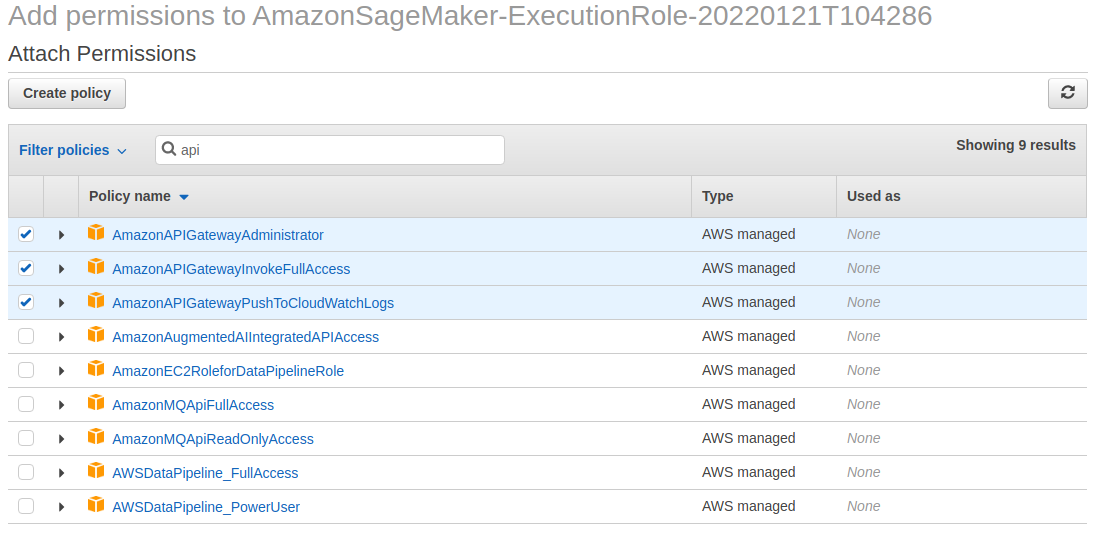 Add permissions to AmazonSageMaker-ExecutionRole-20220121T104286
Attach Permissions
Create policy
Filter policies api Showing 9 results
Policy name Type Used as
AmazonAPIGatewayAdministrator AWS managed None
AmazonAPIGatewayInvokeFullAccess AWS managed None
AmazonAPIGatewayPushToCloudWatchLogs AWS managed None
AmazonAugmentedAIIntegratedAPIAccess AWS managed None
AmazonEC2RoleforDataPipelineRole AWS managed None
AmazonMQApiFullAccess AWS managed None
AmazonMQApiReadOnlyAccess AWS managed None
AWSDataPipeline_FullAccess AWS managed None
AWSDataPipeline_PowerUser AWS managed None